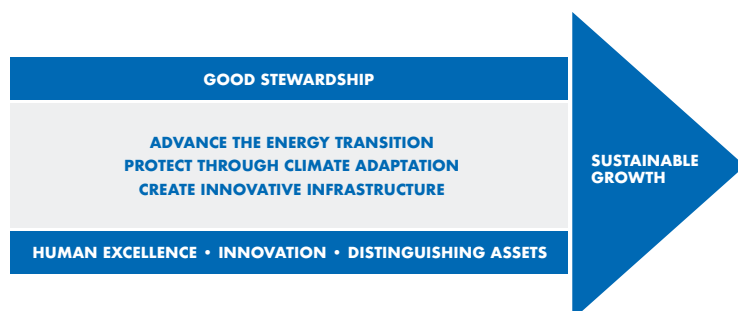 GOOD STEWARDSHIP
ADVANCE THE ENERGY TRANSITION
PROTECT THROUGH CLIMATE ADAPTATION
CREATE INNOVATIVE INFRASTRUCTURE
HUMAN EXCELLENCE • INNOVATION • DISTINGUISHING ASSETS
SUSTAINABLE
GROWTH